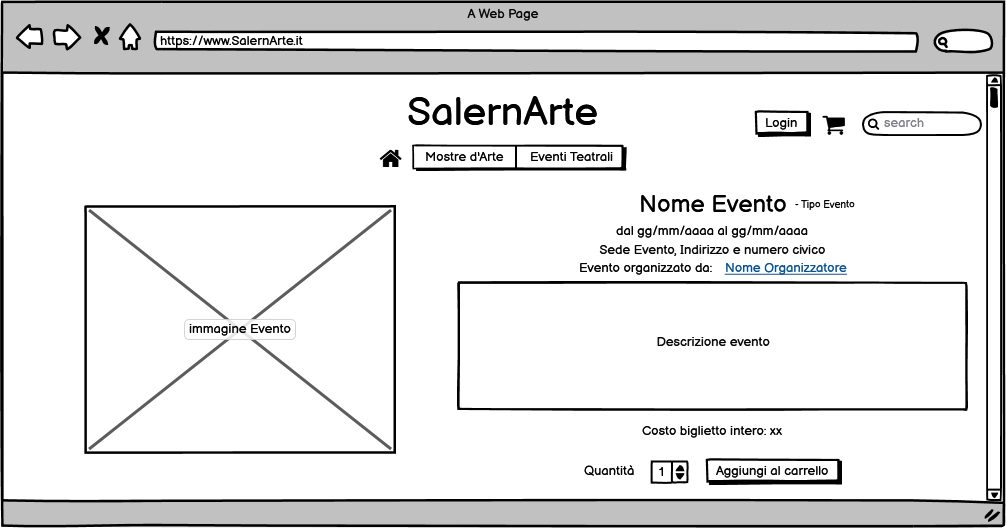 A Web Page
https://www.SalernArte.it
SalernArte
Login
search
Mostre d'Arte
Eventi Teatrali
Nome Evento - Tipo Evento
dal gg/mm/aaaa al gg/mm/aaaa
Sede Evento, Indirizzo e numero civico
Evento organizzato da: Nome Organizzatore
immagine Evento
Descrizione evento
Costo biglietto intero: xx
Quantità 1 Aggiungi al carrello